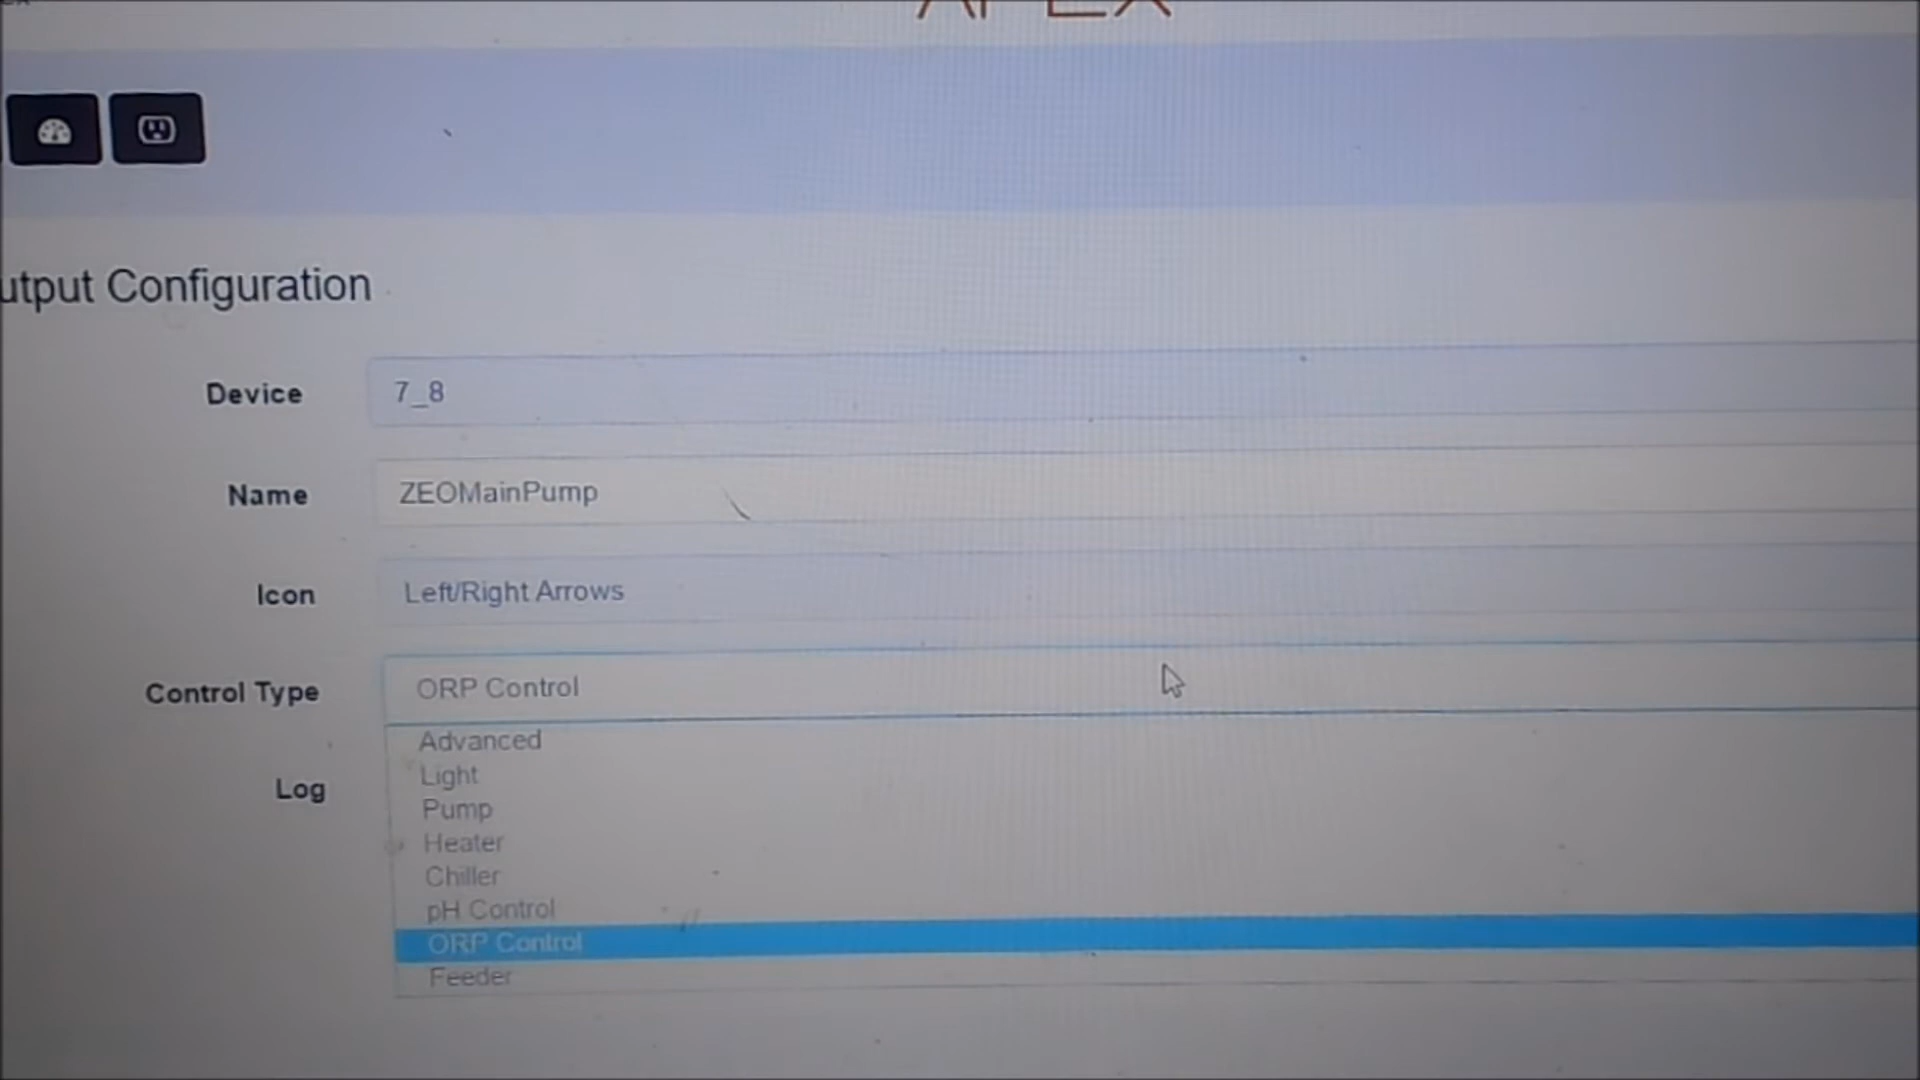 APEX
utput Configuration
Device 7_8
Name ZEOMainPump
Icon Left/Right Arrows
Control Type ORP Control
Advanced
Light
Log
Pump
Heater
Chiller
pH Control
ORP Control
Feeder